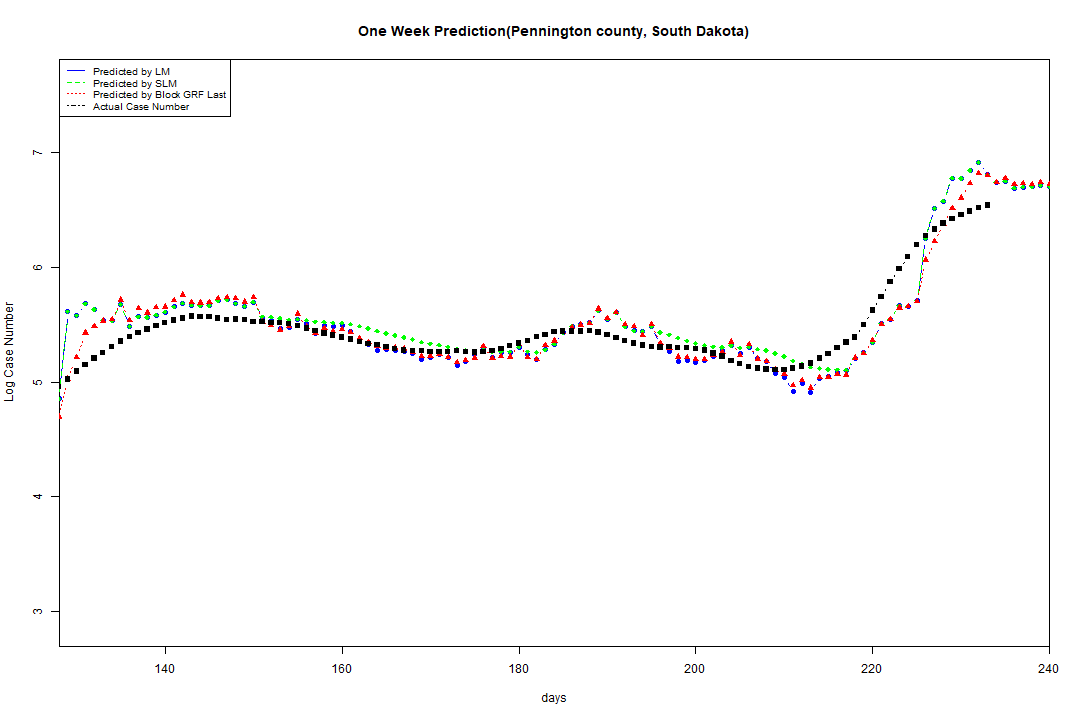 One Week Prediction(Pennington county, South Dakota)
Predicted by LM
Predicted by SLM
Predicted by Block GRF Last
Actual Case Number
7
6
5
4
3
Log Case Number
140 160 180 200 220 240
days